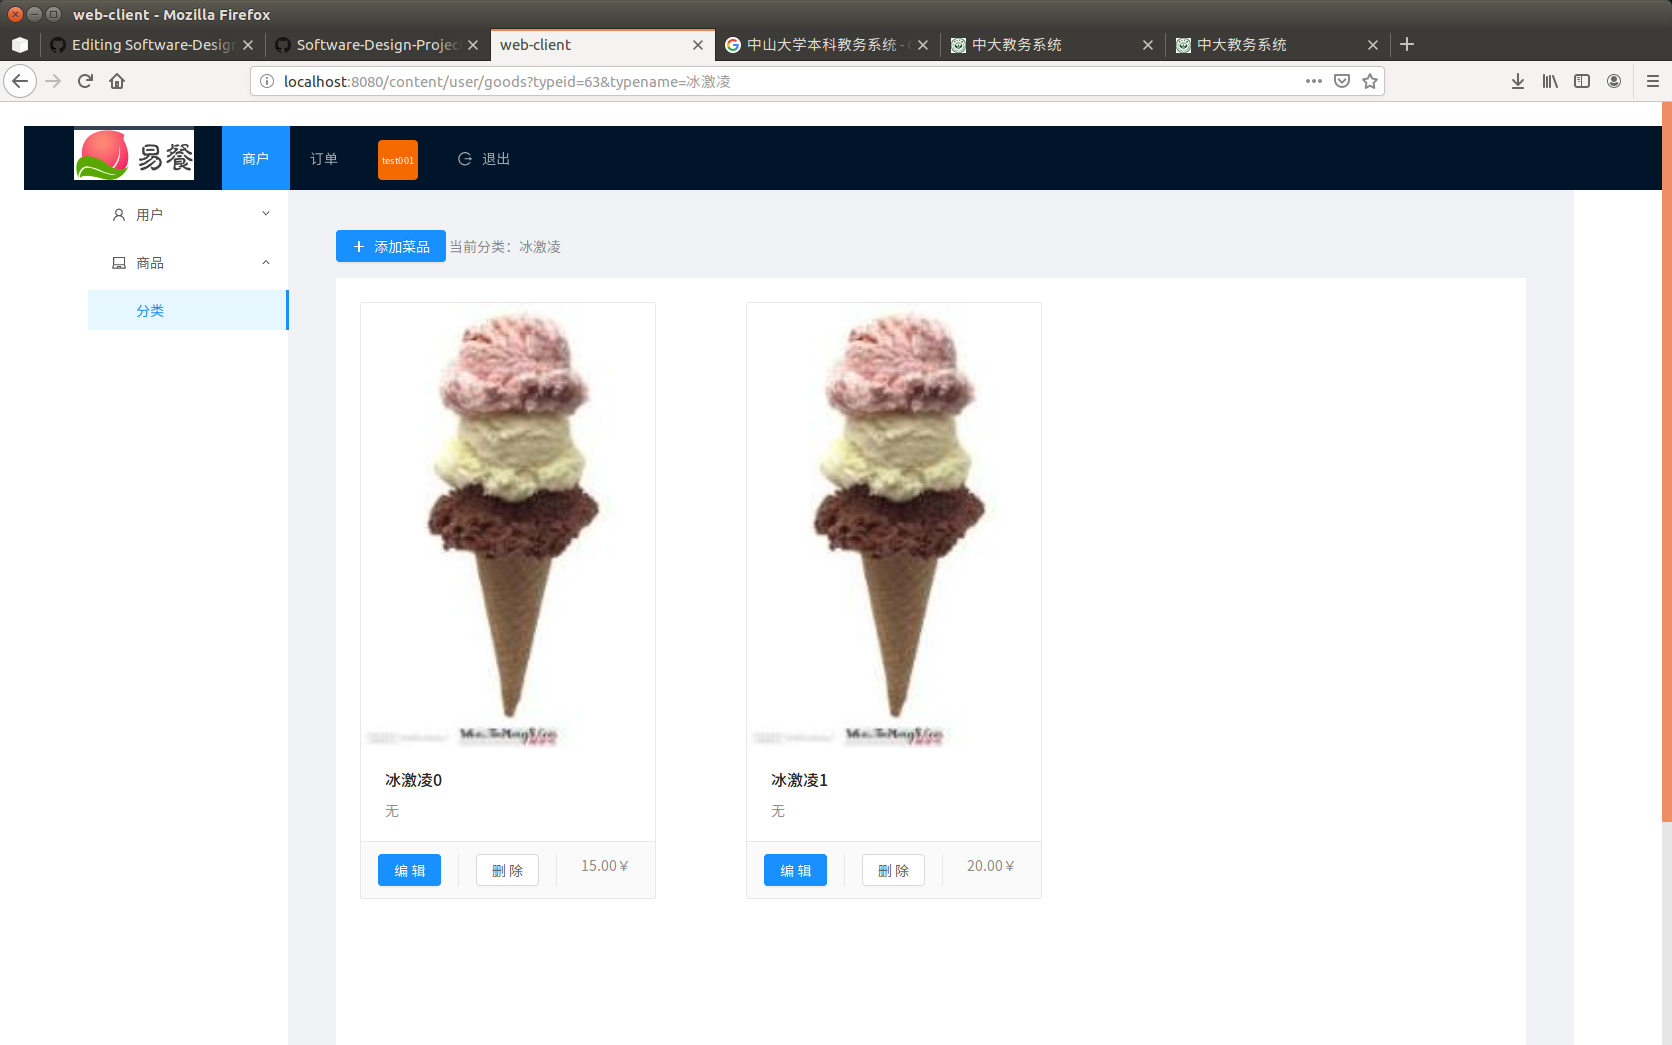 web-client - Mozilla Firefox
Editing Software-Design
Software-Design-Projec
web-client
中山大学本科教务系统 -
中大教务系统
中大教务系统
localhost:8080/content/user/goods?typeid=63&typename=冰激凌
易餐
商户
订单
test001
退出
用户
商品
分类
添加菜品
当前分类：冰激凌
冰激凌0
无
编 辑
删 除
15.00￥
冰激凌1
无
编 辑
删 除
20.00￥